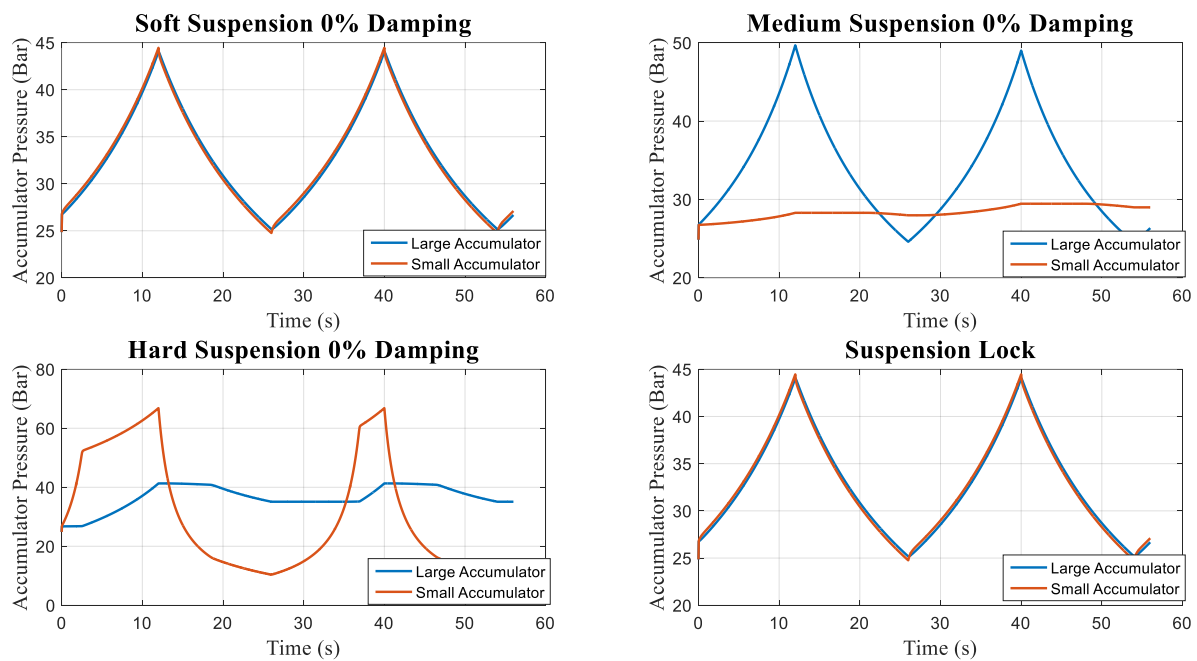 Soft Suspension 0% Damping
Accumulator Pressure (Bar)
45
40
35
30
25
20
0
10
20
30
40
50
60
Time (s)
Large Accumulator
Small Accumulator
Medium Suspension 0% Damping
Accumulator Pressure (Bar)
50
40
30
20
0
10
20
30
40
50
60
Time (s)
Large Accumulator
Small Accumulator
Hard Suspension 0% Damping
Accumulator Pressure (Bar)
80
60
40
20
0
0
10
20
30
40
50
60
Time (s)
Large Accumulator
Small Accumulator
Suspension Lock
Accumulator Pressure (Bar)
45
40
35
30
25
20
0
10
20
30
40
50
60
Time (s)
Large Accumulator
Small Accumulator